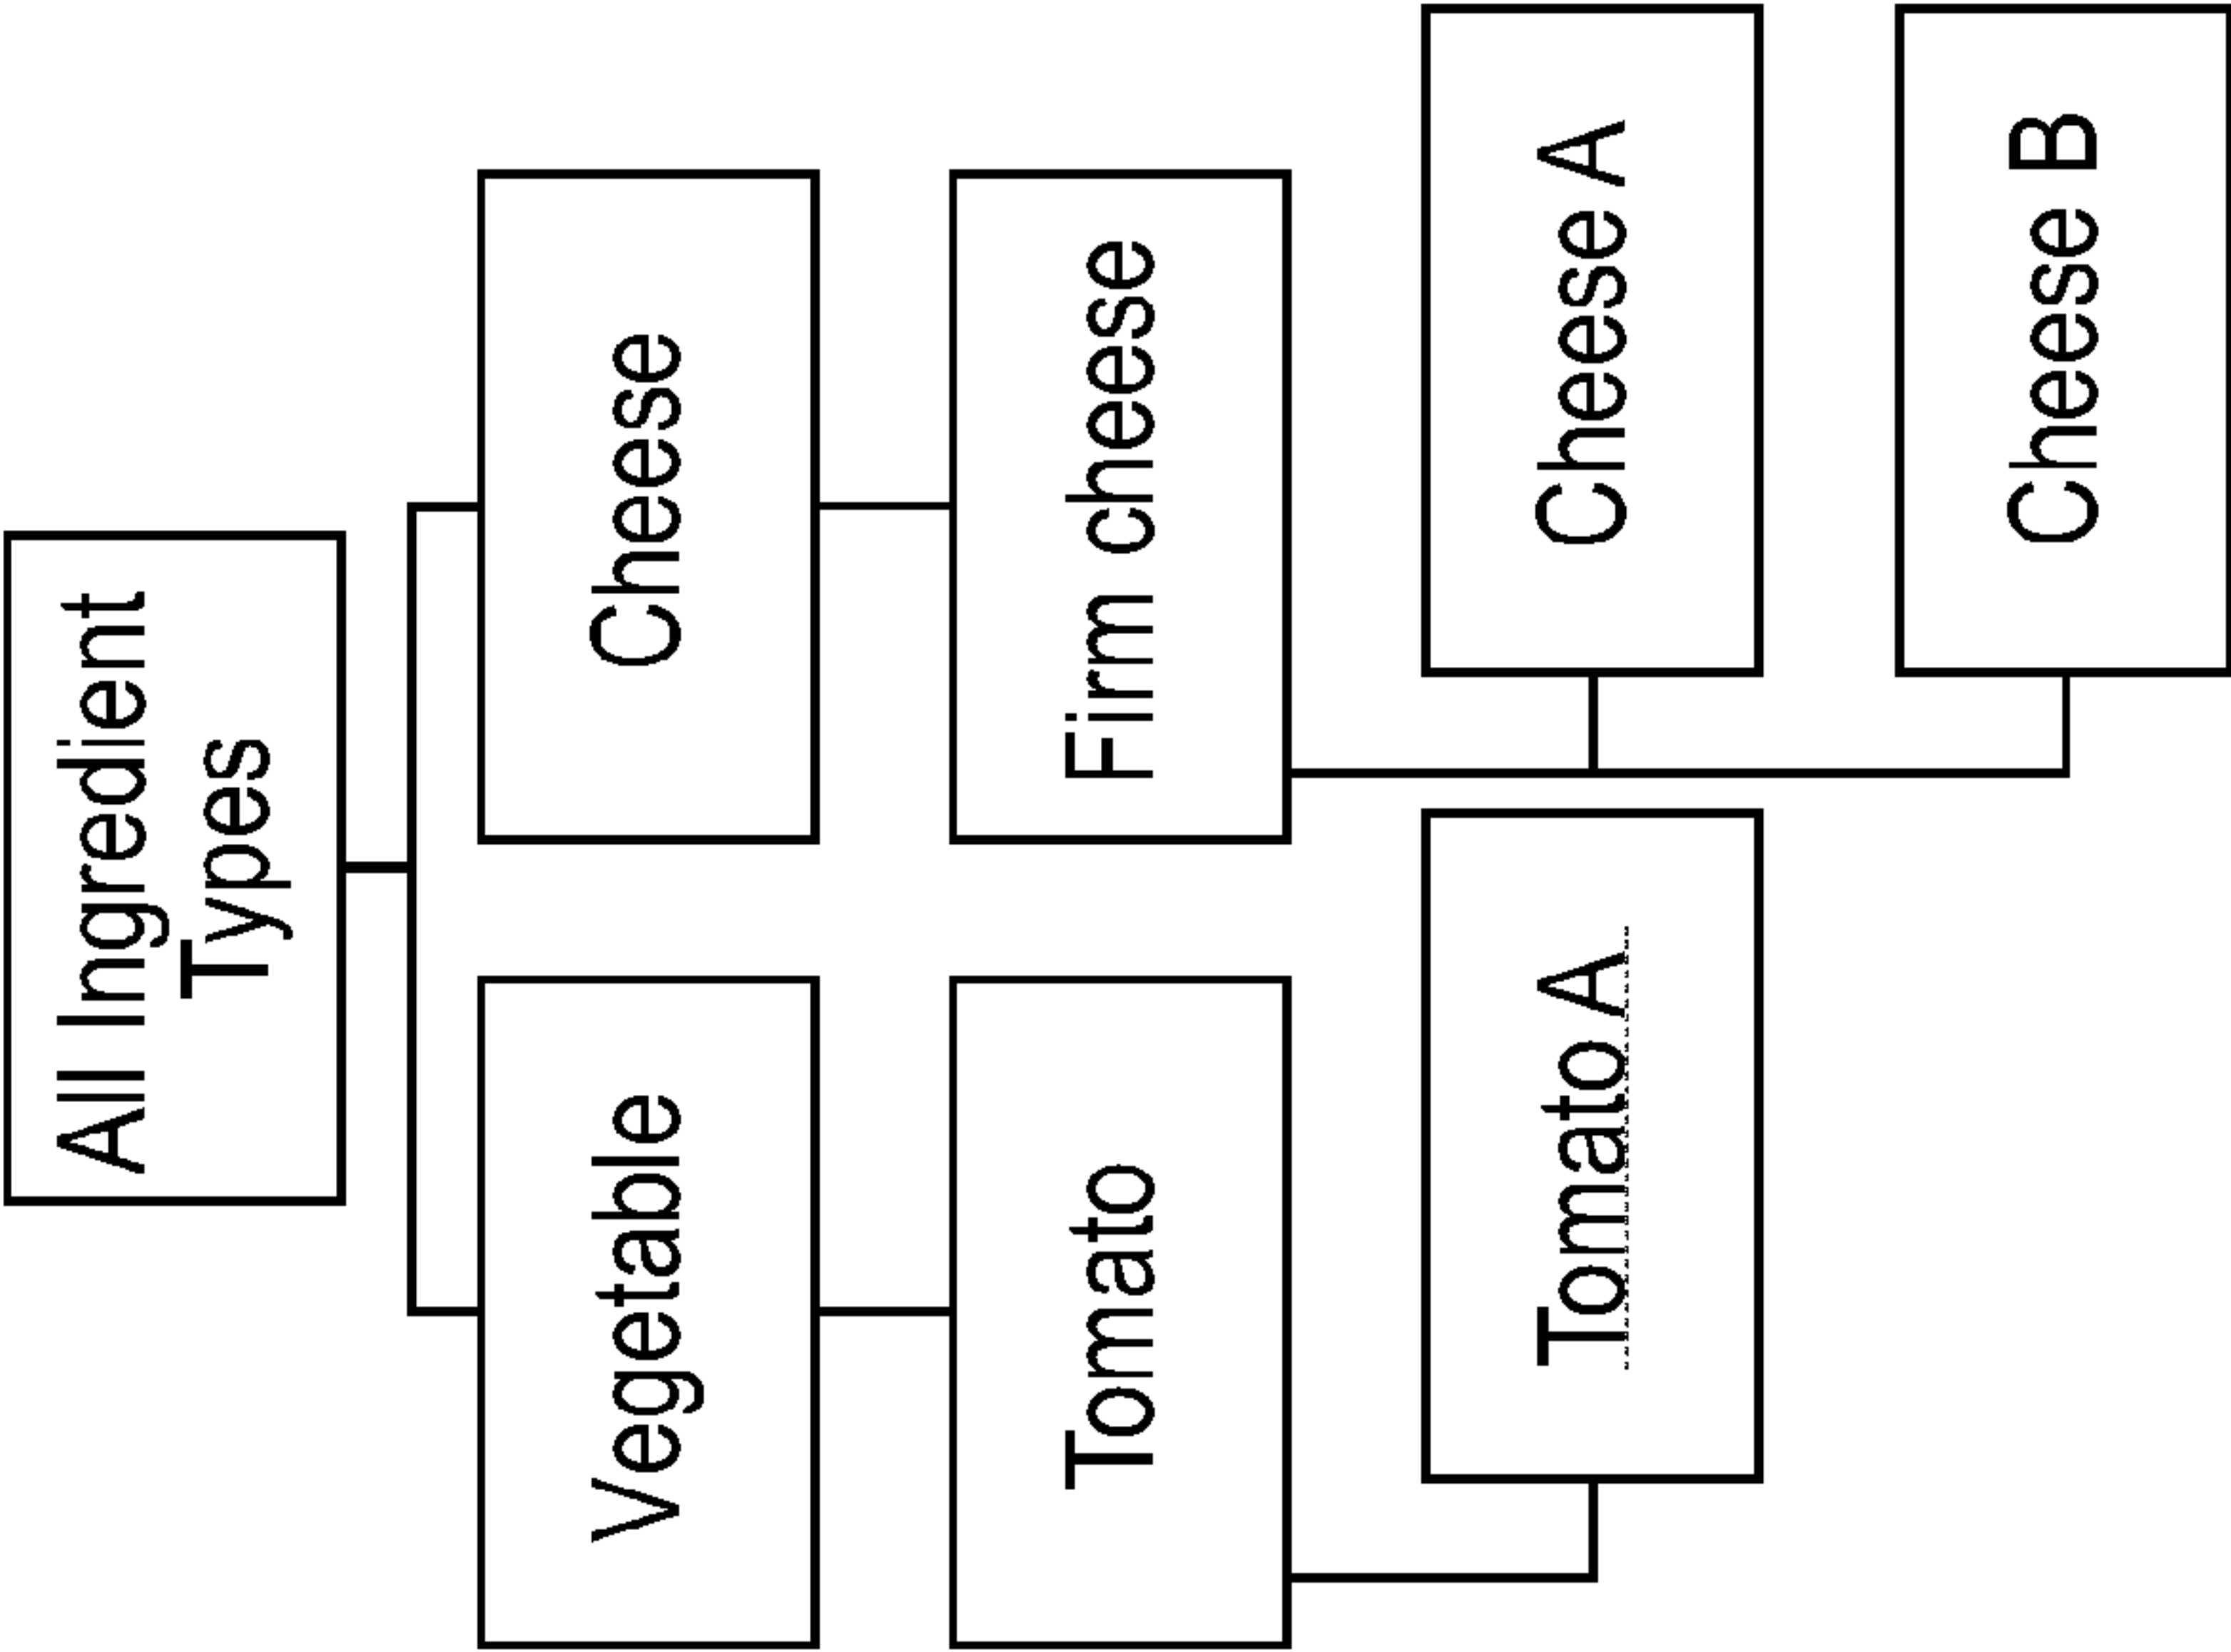 All Ingredient
Types
Vegetable
Cheese
Tomato
Firm cheese
Tomato A
Cheese A
Cheese B